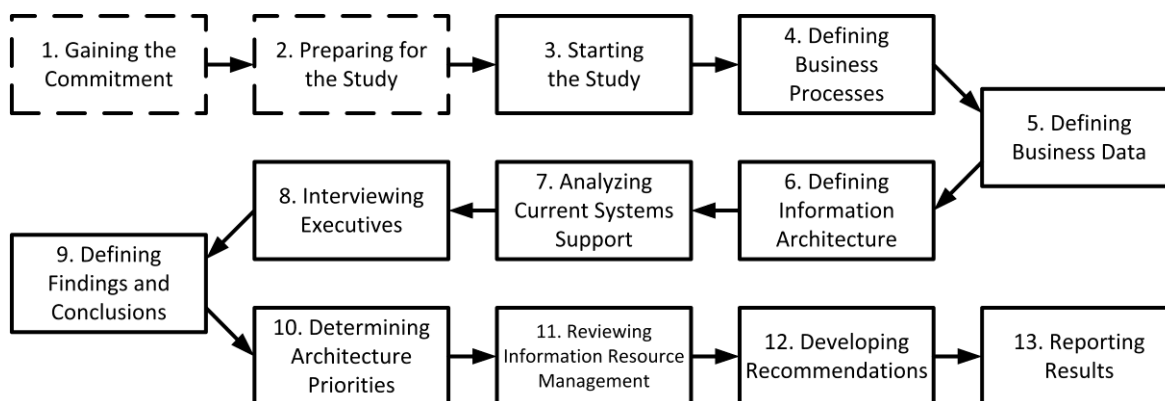 1. Gaining the
Commitment
2. Preparing for
the Study
3. Starting
the Study
4. Defining
Business
Processes
5. Defining
Business Data
6. Defining
Information
Architecture
7. Analyzing
Current Systems
Support
8. Interviewing
Executives
9. Defining
Findings and
Conclusions
10. Determining
Architecture
Priorities
11. Reviewing
Information Resource
Management
12. Developing
Recommendations
13. Reporting
Results